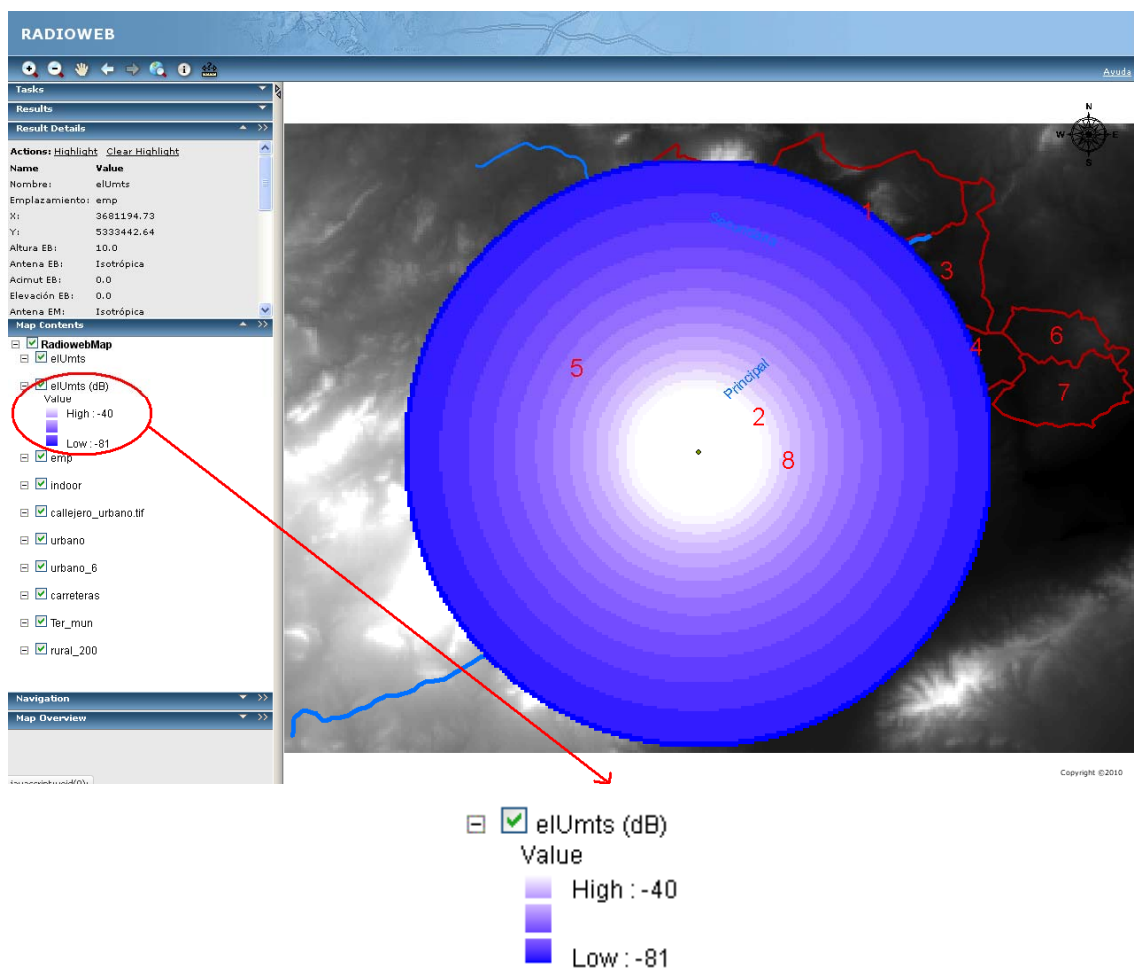 RADIOWEB
Ayuda
Tasks
Results
Result Details
Actions: Highlight Clear Highlight
Name Value
Nombre: elUmts
Emplazamiento: emp
X: 3681194.73
Y: 5333442.64
Altura EB: 10.0
Antena EB: Isotrópica
Acimut EB: 0.0
Elevación EB: 0.0
Antena EM: Isotrópica
Map Contents
RadiowebMap
elUmts
elUmts (dB)
Value
High : -40
Low : -81
emp
indoor
callejero_urbano.tif
urbano
urbano_6
carreteras
Ter_mun
rural_200
Navigation
Map Overview
javascript:void(0);
N
W E
S
1
3
4
6
7
5
Principal
2
8
Copyright ©2010
elUmts (dB)
Value
High : -40
Low : -81